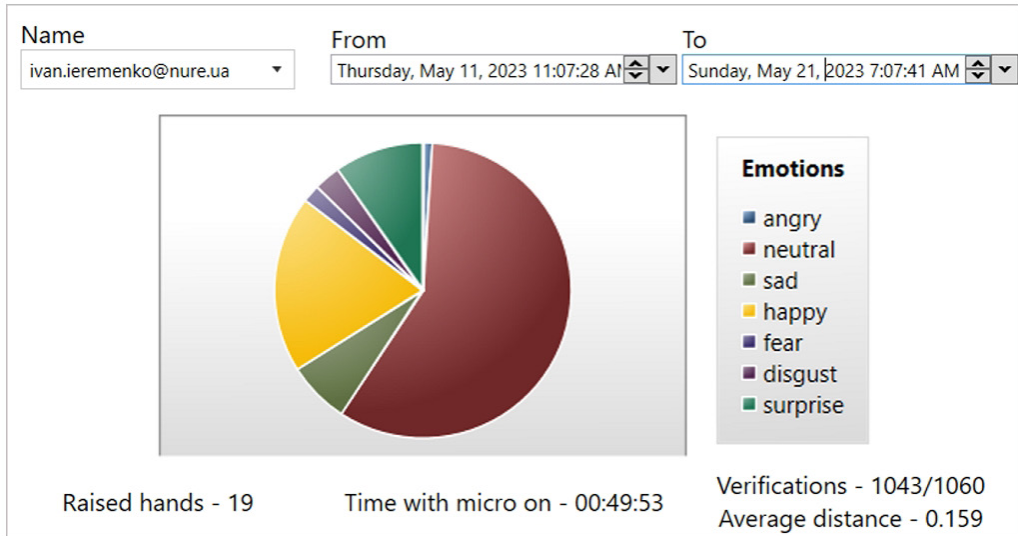 Name
ivan.ieremenko@nure.ua
From
Thursday, May 11, 2023 11:07:28 AM
To
Sunday, May 21, 2023 7:07:41 AM
Emotions
angry
neutral
sad
happy
fear
disgust
surprise
Raised hands - 19
Time with micro on - 00:49:53
Verifications - 1043/1060
Average distance - 0.159